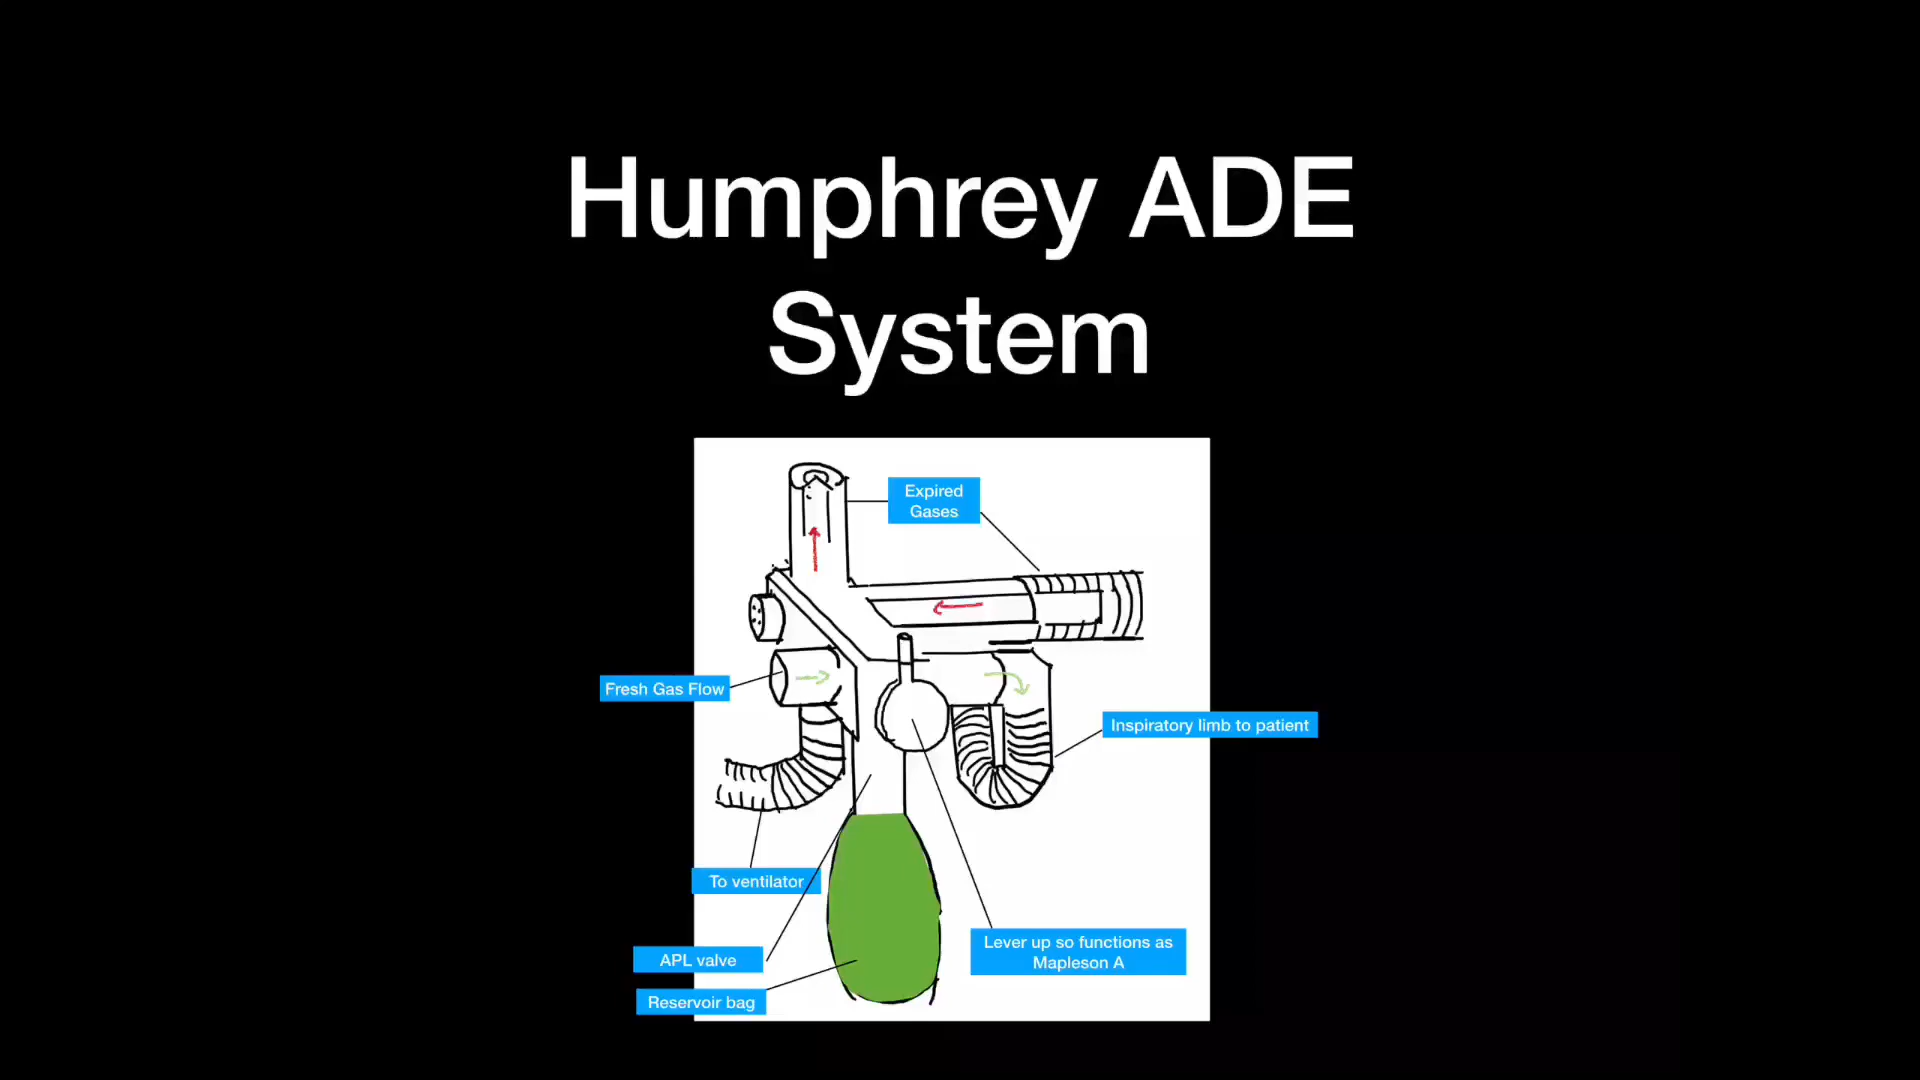 Humphrey ADE
System
Expired
Gases
Fresh Gas Flow
Inspiratory limb to patient
To ventilator
Lever up so functions as
Mapleson A
APL valve
Reservoir bag